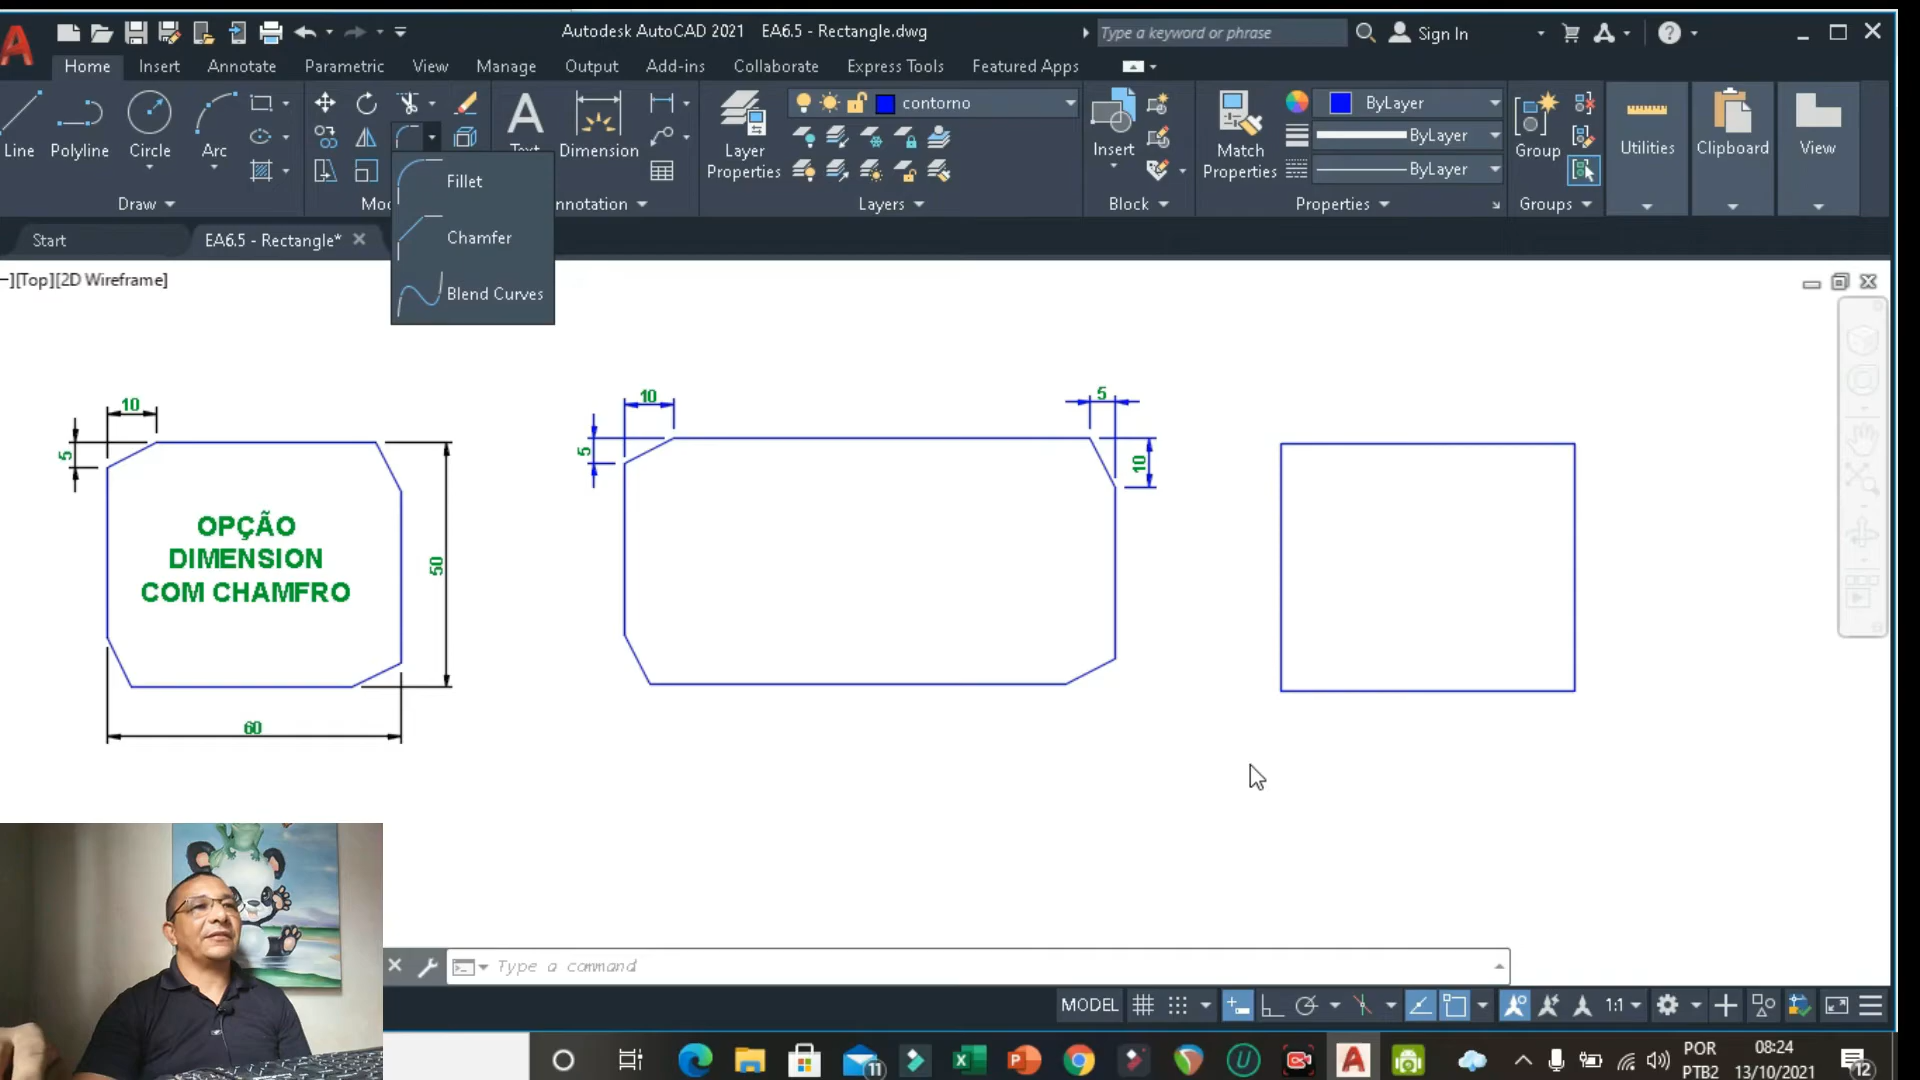 Autodesk AutoCAD 2021 EA6.5 - Rectangle.dwg
Type a keyword or phrase
Sign In
Home Insert Annotate Parametric View Manage Output Add-ins Collaborate Express Tools Featured Apps
contorno
ByLayer
ByLayer
ByLayer
Line Polyline Circle Arc
Text Dimension
Layer
Properties
Insert
Match
Properties
Group
Utilities Clipboard View
Draw
Layers
Block
Properties
Groups
Fillet
Chamfer
Blend Curves
Start
EA6.5 - Rectangle*
[Top][2D Wireframe]
10
5
50
60
OPÇÃO
DIMENSION
COM CHAMFRO
10
5
5
10
Type a command
MODEL
1:1
11
POR
PTB2
08:24
13/10/2021
12